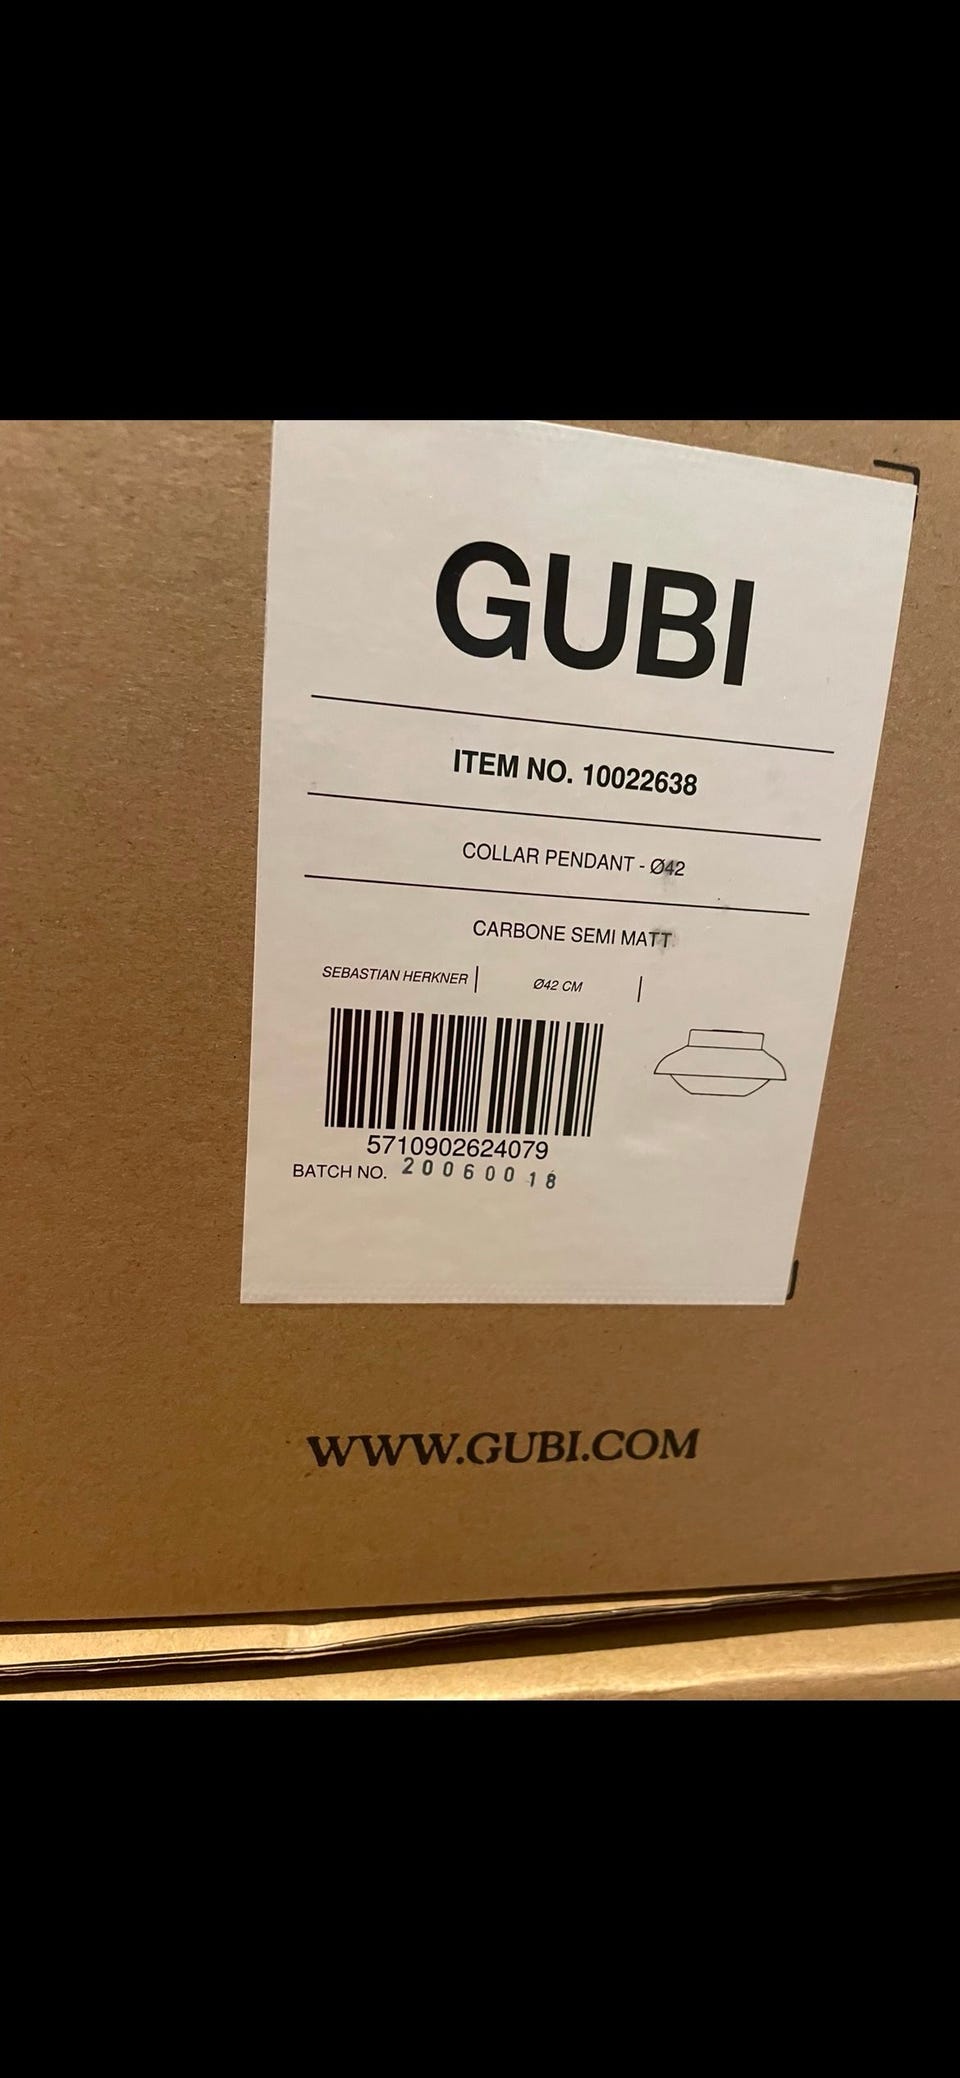 GUBI
ITEM NO. 10022638
COLLAR PENDANT - Ø42
CARBONE SEMI MATT
SEBASTIAN HERKNER | Ø42 CM |
5710902624079
BATCH NO. 20060018
WWW.GUBI.COM